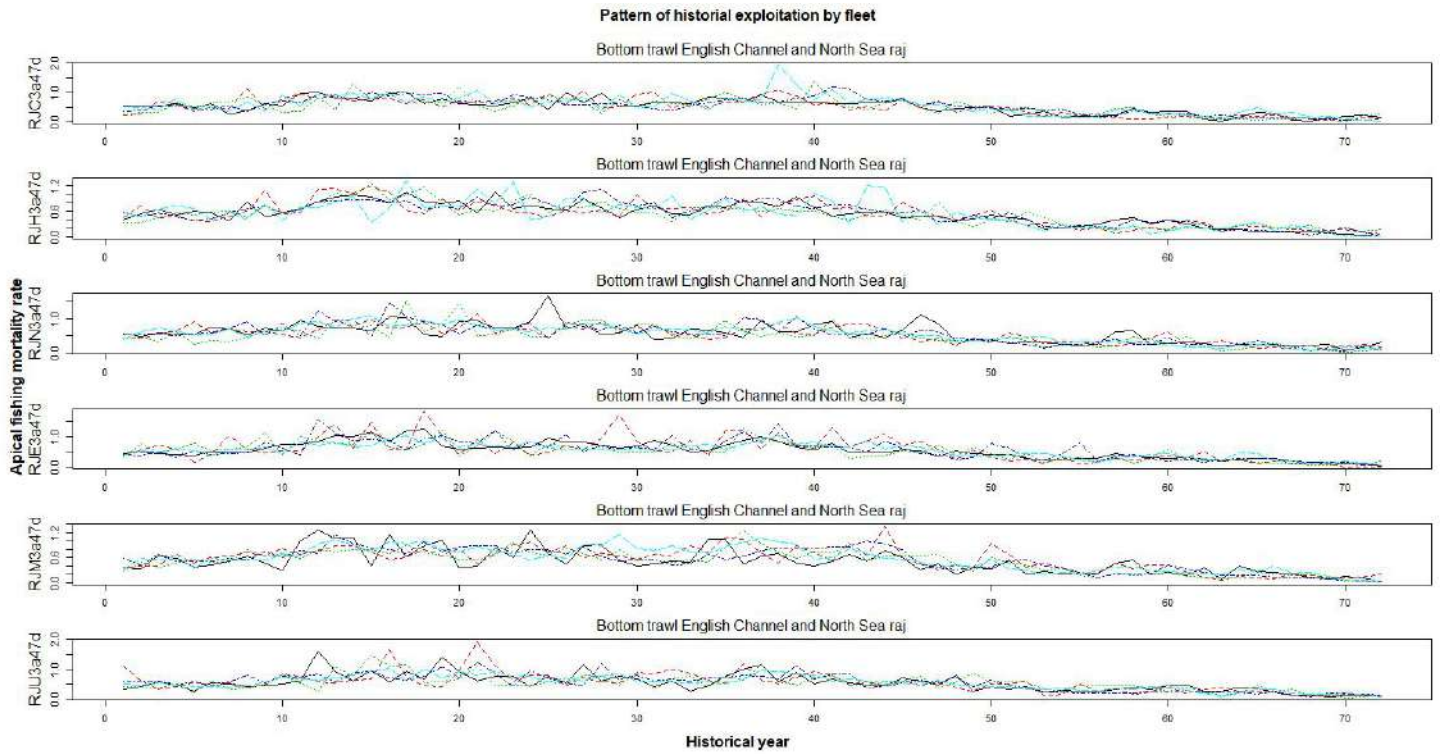 Pattern of historial exploitation by fleet
Bottom trawl English Channel and North Sea raj
RJC3a47d
0.0 1.0 2.0
0 10 20 30 40 50 60 70
Bottom trawl English Channel and North Sea raj
RJH3a47d
0.0 0.6 1.2
0 10 20 30 40 50 60 70
Bottom trawl English Channel and North Sea raj
RJN3a47d
0.0 1.0
0 10 20 30 40 50 60 70
Apical fishing mortality rate
Bottom trawl English Channel and North Sea raj
RJE3a47d
0.0 1.0
0 10 20 30 40 50 60 70
Bottom trawl English Channel and North Sea raj
RJM3a47d
0.0 0.6 1.2
0 10 20 30 40 50 60 70
Bottom trawl English Channel and North Sea raj
RJU3a47d
0.0 1.0 2.0
0 10 20 30 40 50 60 70
Historical year